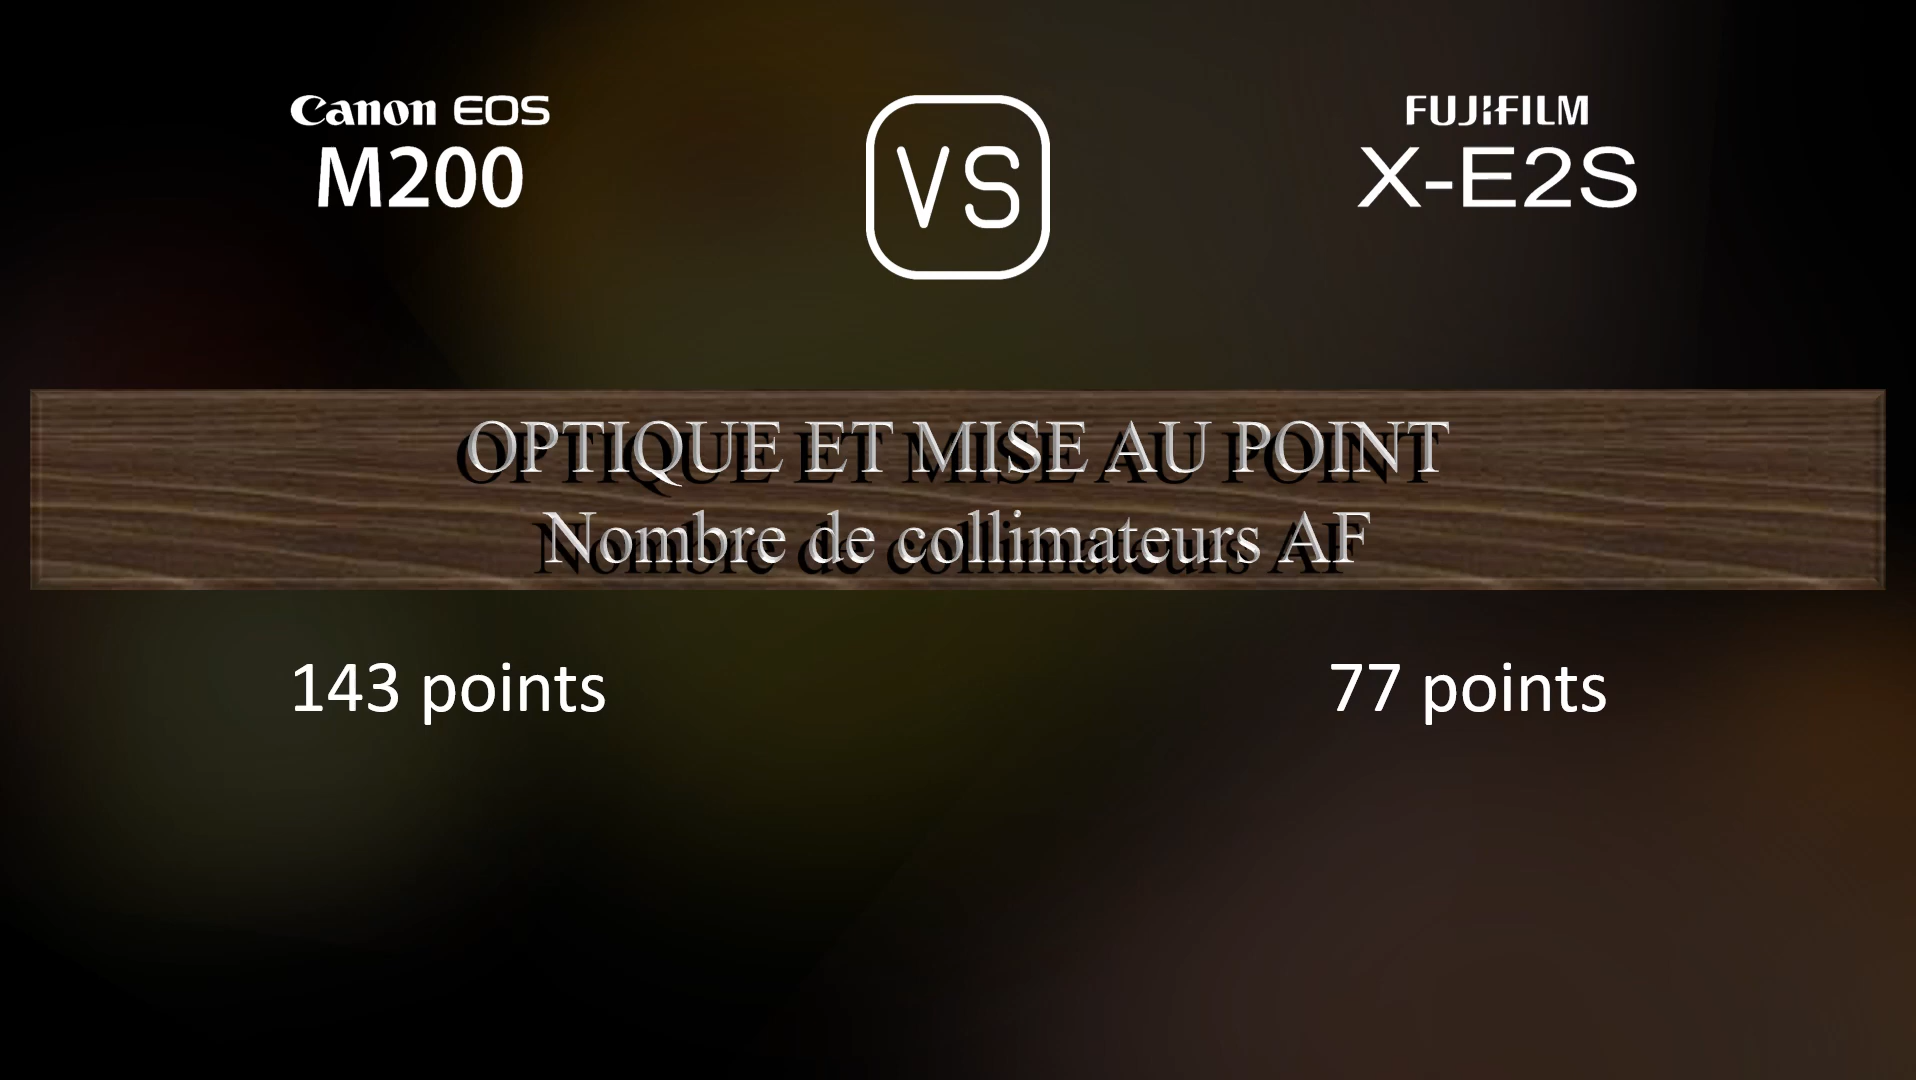 Canon EOS
M200
VS
FUJIFILM
X-E2S
OPTIQUE ET MISE AU POINT
Nombre de collimateurs AF
143 points
77 points